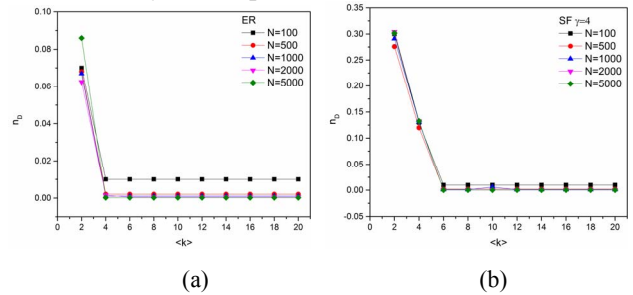 ER
N=100
N=500
N=1000
N=2000
N=5000
0.10
0.08
0.06
0.04
0.02
0.00
n_D
0 2 4 6 8 10 12 14 16 18 20
<k>
(a)
SF γ=4
N=100
N=500
N=1000
N=2000
N=5000
0.35
0.30
0.25
0.20
0.15
0.10
0.05
0.00
-0.05
n_D
0 2 4 6 8 10 12 14 16 18 20
<k>
(b)